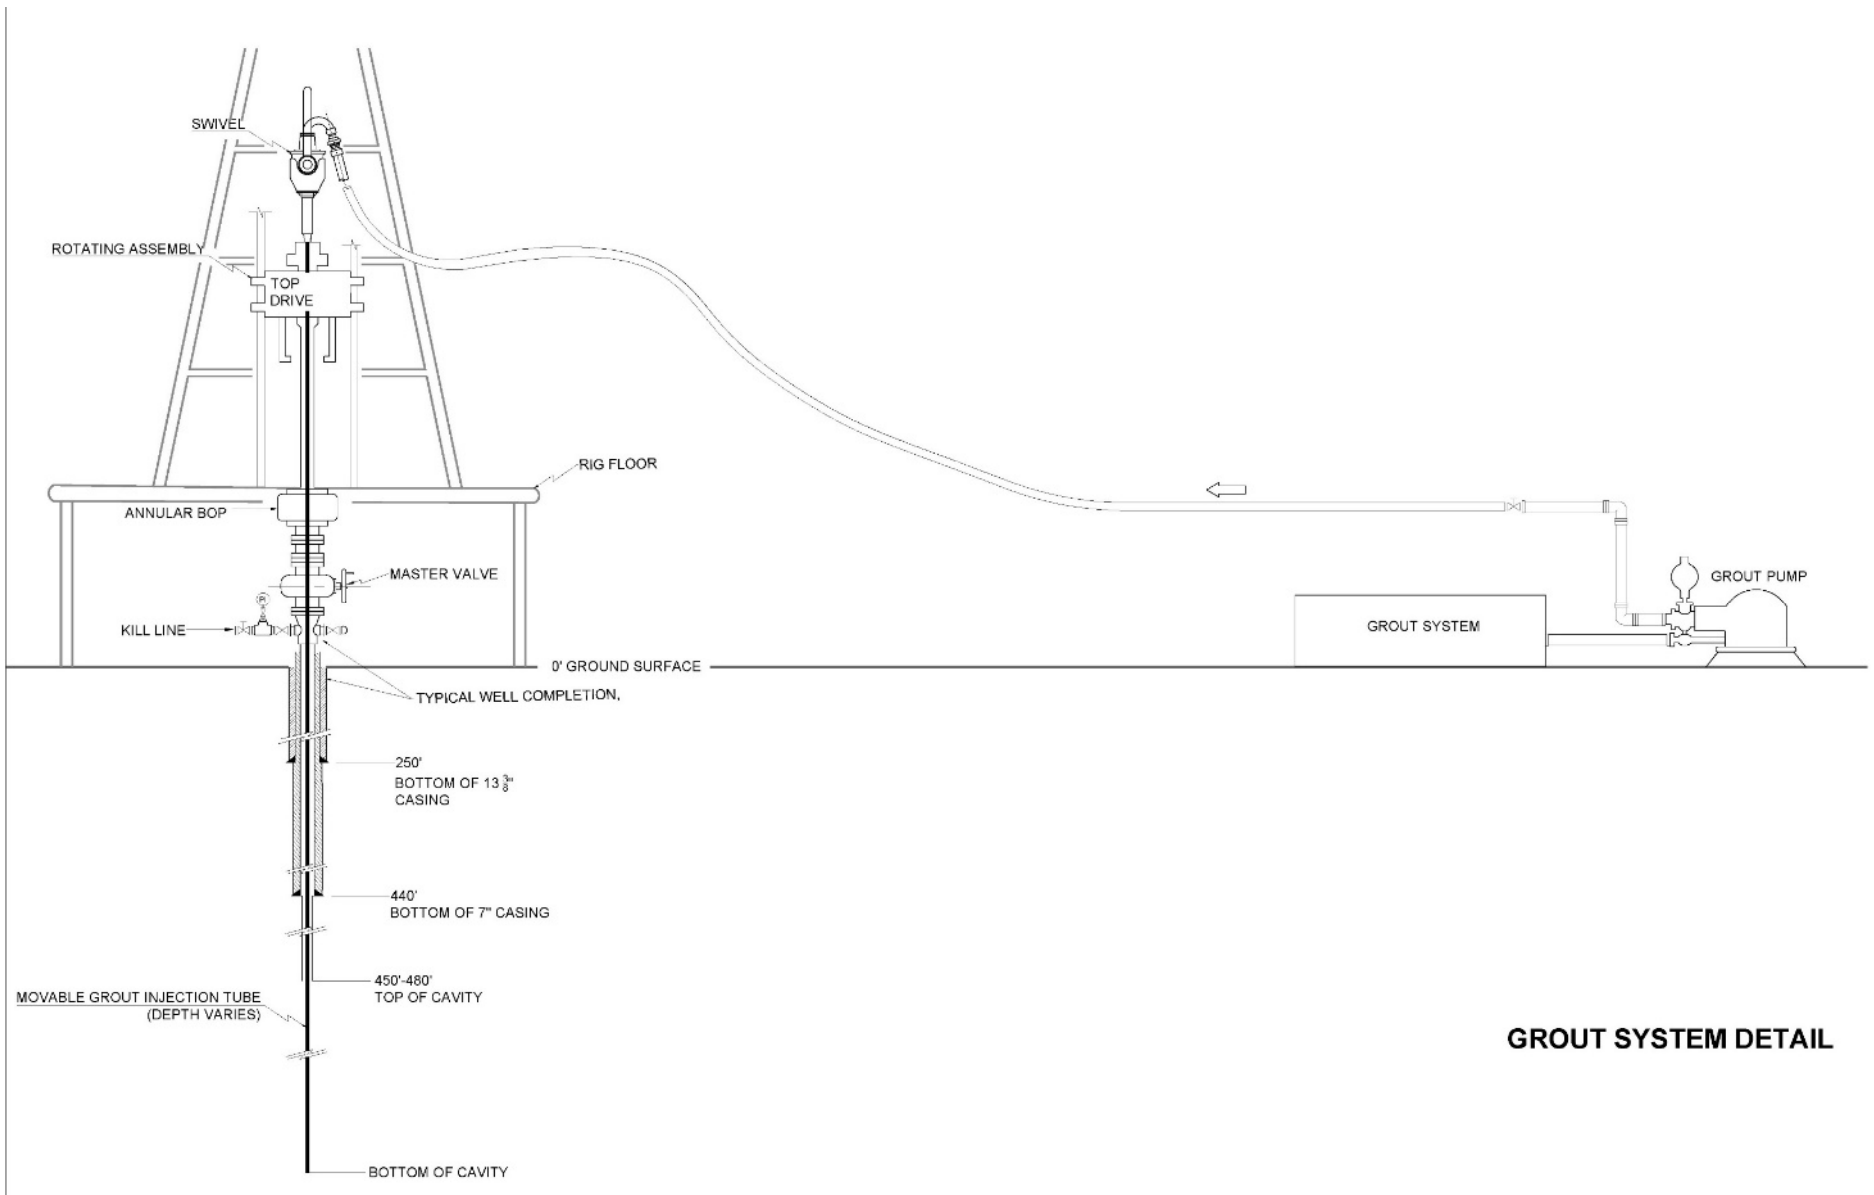 SWIVEL
ROTATING ASSEMBLY
TOP
DRIVE
RIG FLOOR
ANNULAR BOP
MASTER VALVE
GROUT PUMP
PI
KILL LINE
GROUT SYSTEM
0' GROUND SURFACE
TYPICAL WELL COMPLETION,
250'
BOTTOM OF 13 3/8"
CASING
440'
BOTTOM OF 7" CASING
450'-480'
TOP OF CAVITY
MOVABLE GROUT INJECTION TUBE
(DEPTH VARIES)
GROUT SYSTEM DETAIL
BOTTOM OF CAVITY